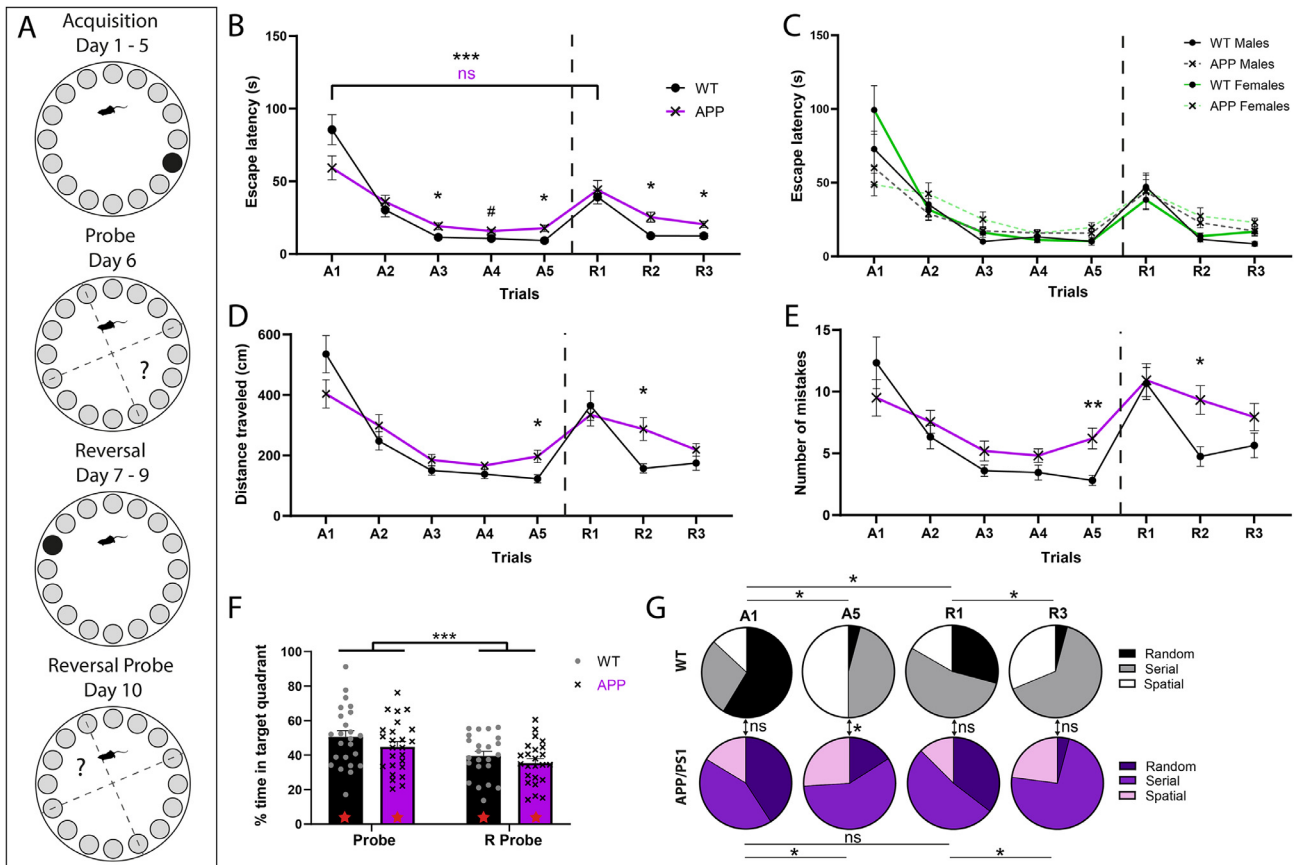 A
Acquisition
Day 1 - 5
Probe
Day 6
?
Reversal
Day 7 - 9
Reversal Probe
Day 10
?
B
Escape latency (s)
150
100
50
0
***
ns
WT
APP
* # * * *
A1 A2 A3 A4 A5 R1 R2 R3
Trials
C
Escape latency (s)
150
100
50
0
WT Males
APP Males
WT Females
APP Females
A1 A2 A3 A4 A5 R1 R2 R3
Trials
D
Distance traveled (cm)
600
400
200
0
* *
A1 A2 A3 A4 A5 R1 R2 R3
Trials
E
Number of mistakes
15
10
5
0
** *
A1 A2 A3 A4 A5 R1 R2 R3
Trials
F
% time in target quadrant
100
80
60
40
20
0
***
WT
APP
Probe R Probe
G
*
* *
A1 A5 R1 R3
WT
Random
Serial
Spatial
ns * ns ns
APP/PS1
Random
Serial
Spatial
ns
* *